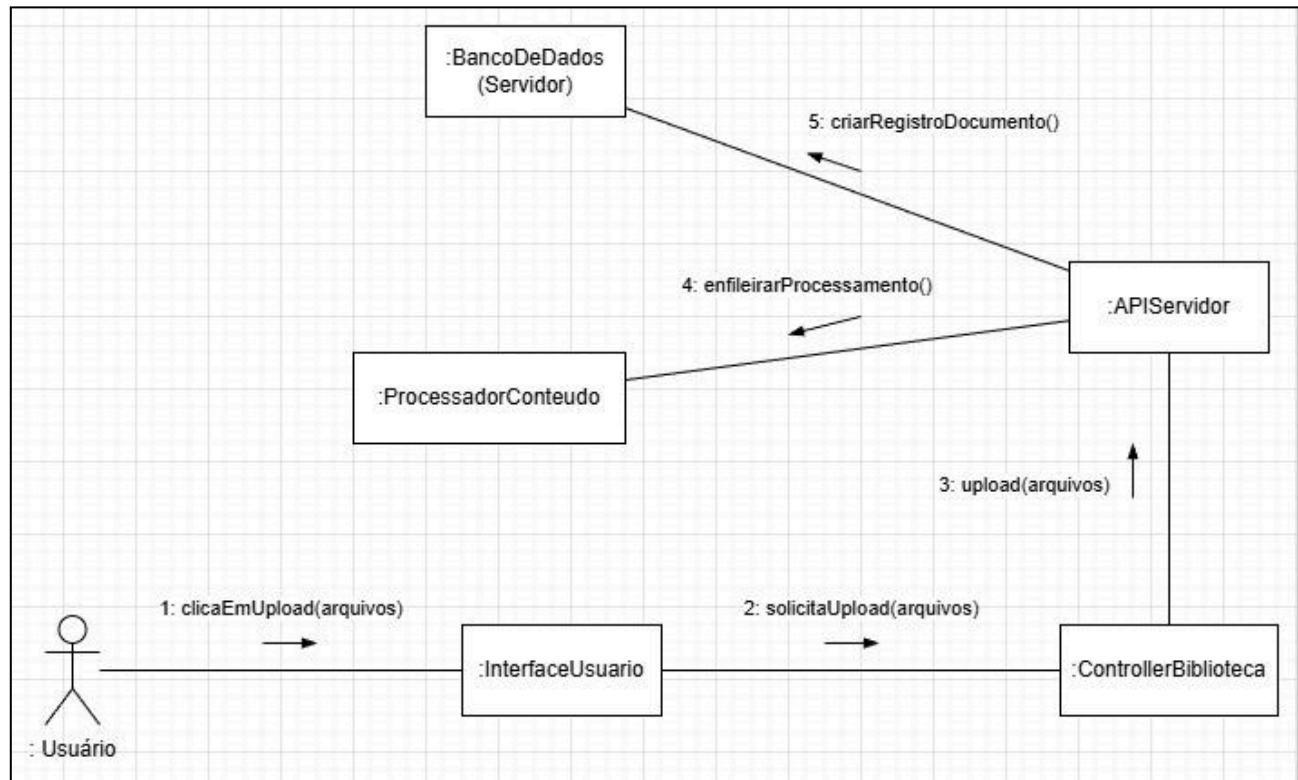 :BancoDeDados
(Servidor)
5: criarRegistroDocumento()
4: enfileirarProcessamento()
:APIServidor
:ProcessadorConteudo
3: upload(arquivos)
1: clicaEmUpload(arquivos)
2: solicitaUpload(arquivos)
:InterfaceUsuario
:ControllerBiblioteca
: Usuário